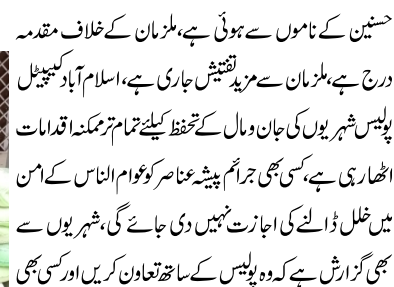 حسنین کے ناموں سے ہوئی ہے،ملزمان کے خلاف مقدمہ
درج ہے،ملزمان سے مزید تفتیش جاری ہے،اسلام آباد کیپیٹل
پولیس شہریوں کی جان و مال کے تحفظ کیلئے تمام تر ممکنہ اقدامات
اٹھا رہی ہے،کسی بھی جرائم پیشہ عناصر کو عوام الناس کے امن
میں خلل ڈالنے کی اجازت نہیں دی جائے گی،شہریوں سے
بھی گزارش ہے کہ وہ پولیس کے ساتھ تعاون کریں اور کسی بھی